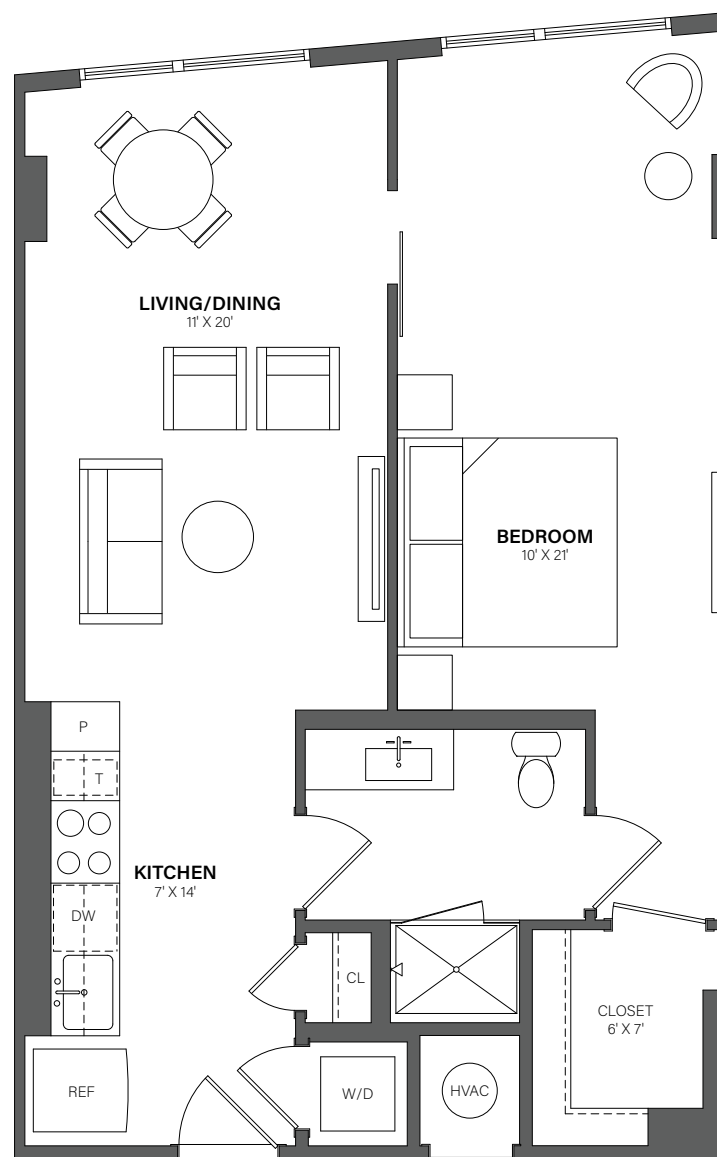 LIVING/DINING
11' X 20'
BEDROOM
10' X 21'
P
T
KITCHEN
7' X 14'
DW
CL
CLOSET
6' X 7'
REF
W/D
HVAC